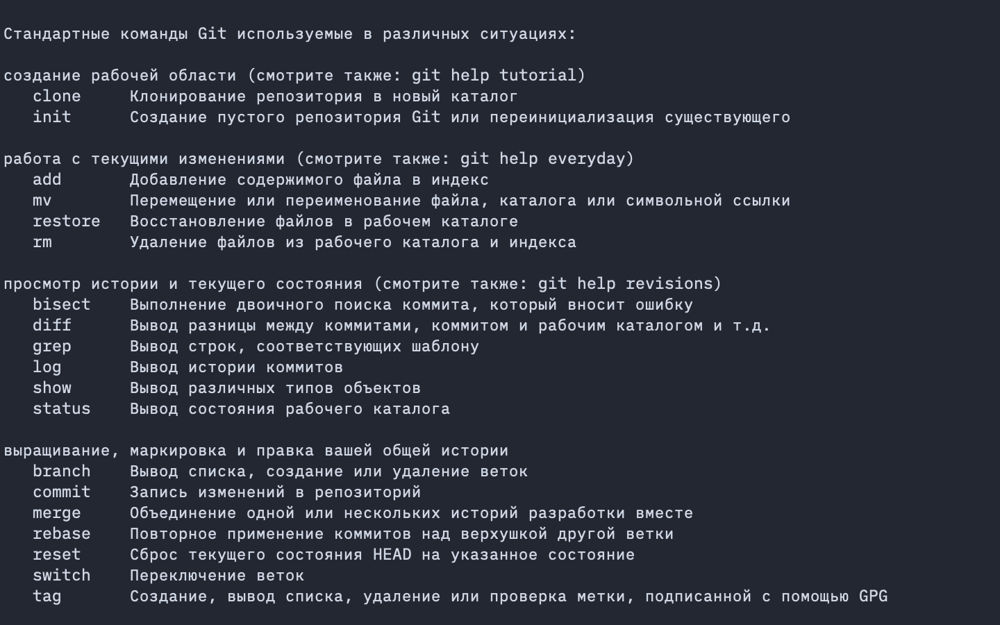 Стандартные команды Git используемые в различных ситуациях:

создание рабочей области (смотрите также: git help tutorial)
   clone     Клонирование репозитория в новый каталог
   init      Создание пустого репозитория Git или переинициализация существующего

работа с текущими изменениями (смотрите также: git help everyday)
   add       Добавление содержимого файла в индекс
   mv        Перемещение или переименование файла, каталога или символьной ссылки
   restore   Восстановление файлов в рабочем каталоге
   rm        Удаление файлов из рабочего каталога и индекса

просмотр истории и текущего состояния (смотрите также: git help revisions)
   bisect    Выполнение двоичного поиска коммита, который вносит ошибку
   diff      Вывод разницы между коммитами, коммитом и рабочим каталогом и т.д.
   grep      Вывод строк, соответствующих шаблону
   log       Вывод истории коммитов
   show      Вывод различных типов объектов
   status    Вывод состояния рабочего каталога

выращивание, маркировка и правка вашей общей истории
   branch    Вывод списка, создание или удаление веток
   commit    Запись изменений в репозиторий
   merge     Объединение одной или нескольких историй разработки вместе
   rebase    Повторное применение коммитов над верхушкой другой ветки
   reset     Сброс текущего состояния HEAD на указанное состояние
   switch    Переключение веток
   tag       Создание, вывод списка, удаление или проверка метки, подписанной с помощью GPG